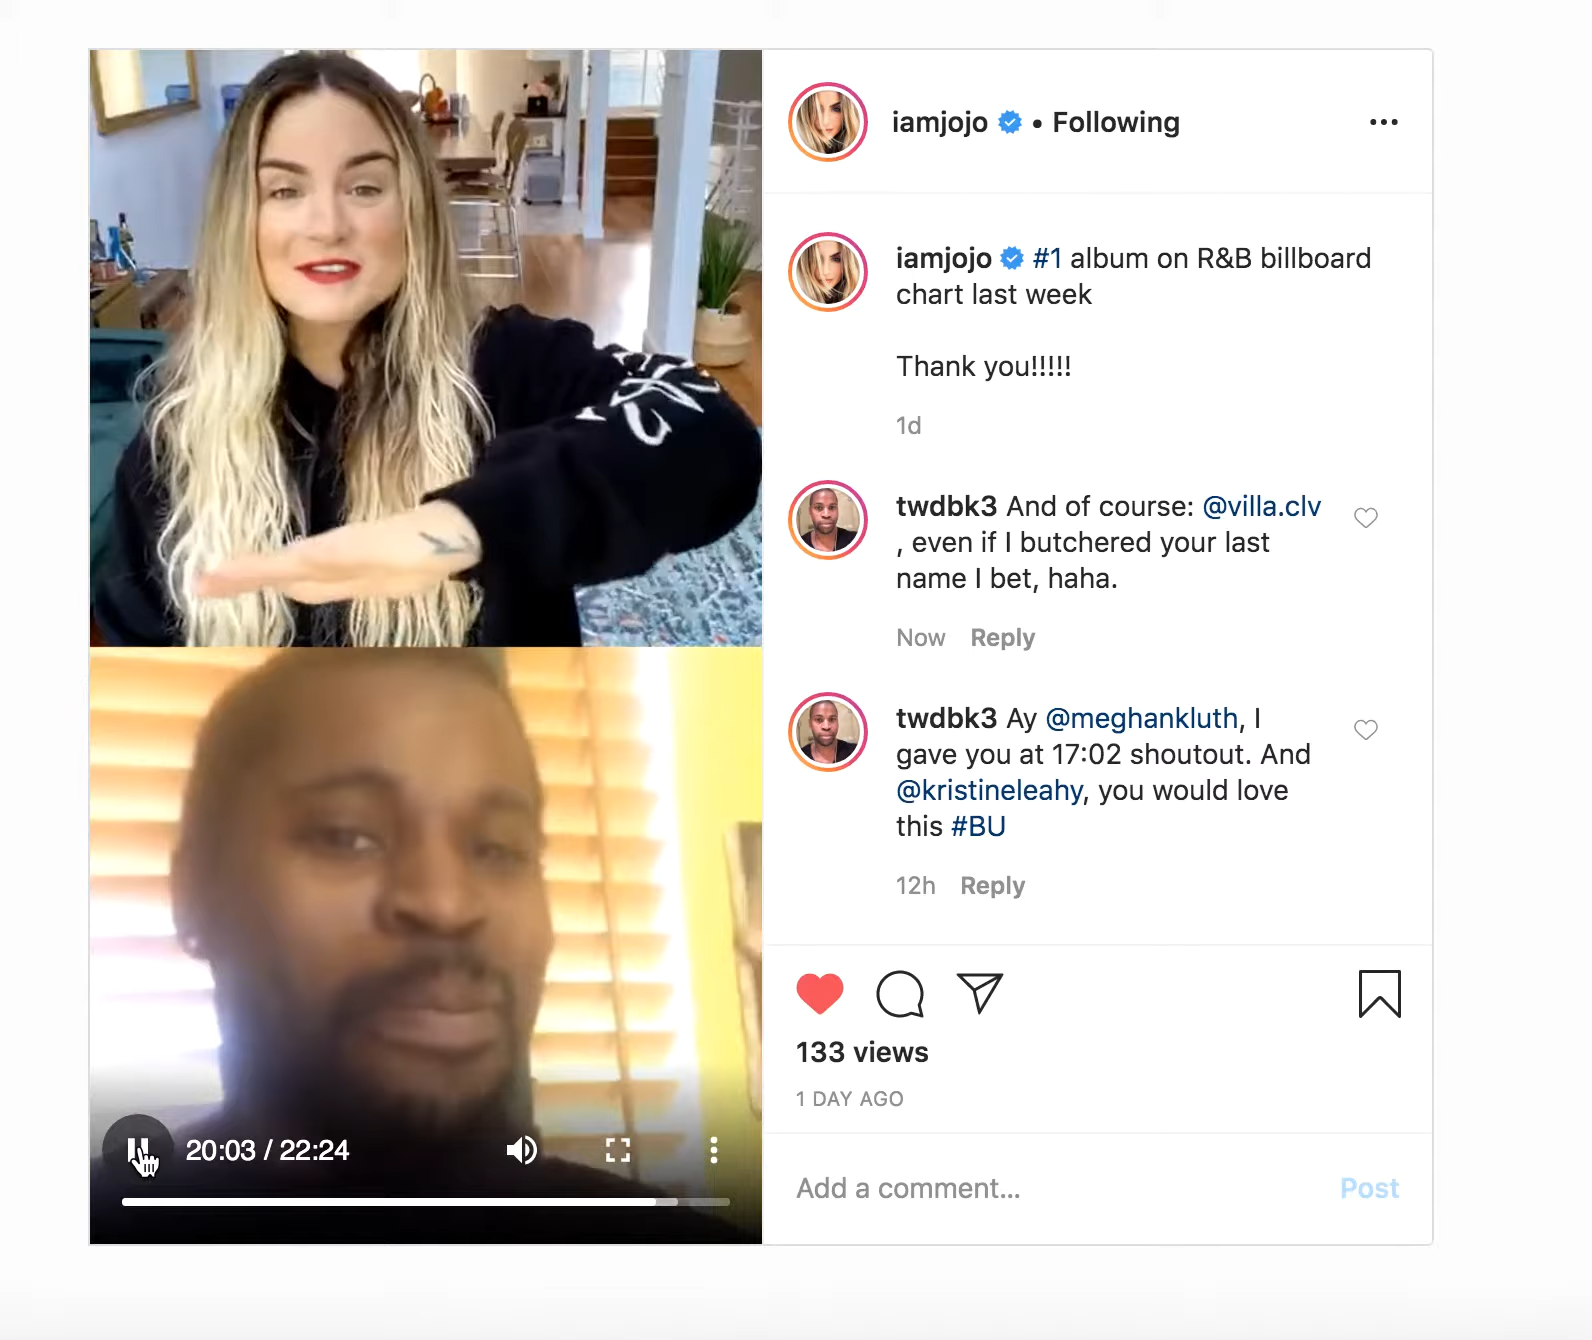 iamjojo • Following
iamjojo #1 album on R&B billboard
chart last week
Thank you!!!!!
1d
twdbk3 And of course: @villa.clv
, even if I butchered your last
name I bet, haha.
Now Reply
twdbk3 Ay @meghankluth, I
gave you at 17:02 shoutout. And
@kristineleahy, you would love
this #BU
12h Reply
133 views
1 DAY AGO
20:03 / 22:24
Add a comment... Post